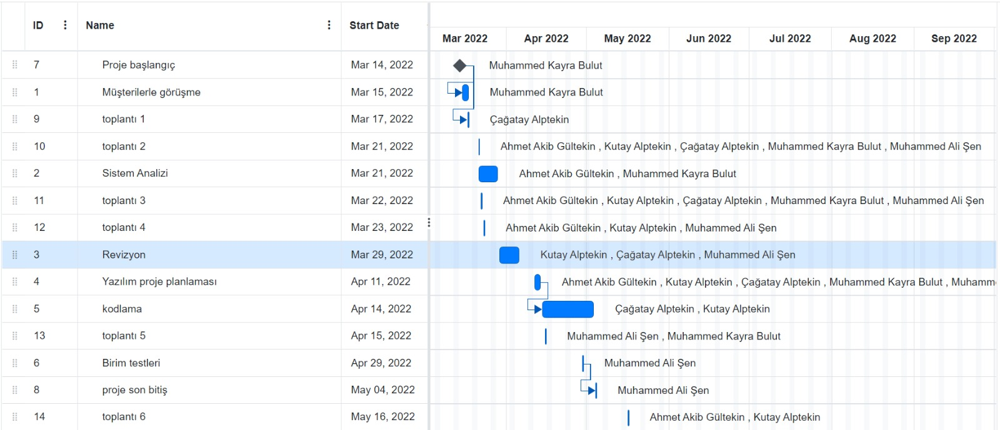 ID Name Start Date
Mar 2022 Apr 2022 May 2022 Jun 2022 Jul 2022 Aug 2022 Sep 2022
7 Proje başlangıç Mar 14, 2022 Muhammed Kayra Bulut
1 Müşterilerle görüşme Mar 15, 2022 Muhammed Kayra Bulut
9 toplantı 1 Mar 17, 2022 Çağatay Alptekin
10 toplantı 2 Mar 21, 2022 Ahmet Akib Gültekin , Kutay Alptekin , Çağatay Alptekin , Muhammed Kayra Bulut , Muhammed Ali Şen
2 Sistem Analizi Mar 21, 2022 Ahmet Akib Gültekin , Muhammed Kayra Bulut
11 toplantı 3 Mar 22, 2022 Ahmet Akib Gültekin , Kutay Alptekin , Çağatay Alptekin , Muhammed Kayra Bulut , Muhammed Ali Şen
12 toplantı 4 Mar 23, 2022 Ahmet Akib Gültekin , Kutay Alptekin , Muhammed Ali Şen
3 Revizyon Mar 29, 2022 Kutay Alptekin , Çağatay Alptekin , Muhammed Ali Şen
4 Yazılım proje planlaması Apr 11, 2022 Ahmet Akib Gültekin , Kutay Alptekin , Çağatay Alptekin , Muhammed Kayra Bulut , Muhamm
5 kodlama Apr 14, 2022 Çağatay Alptekin , Kutay Alptekin
13 toplantı 5 Apr 15, 2022 Muhammed Ali Şen , Muhammed Kayra Bulut
6 Birim testleri Apr 29, 2022 Muhammed Ali Şen
8 proje son bitiş May 04, 2022 Muhammed Ali Şen
14 toplantı 6 May 16, 2022 Ahmet Akib Gültekin , Kutay Alptekin